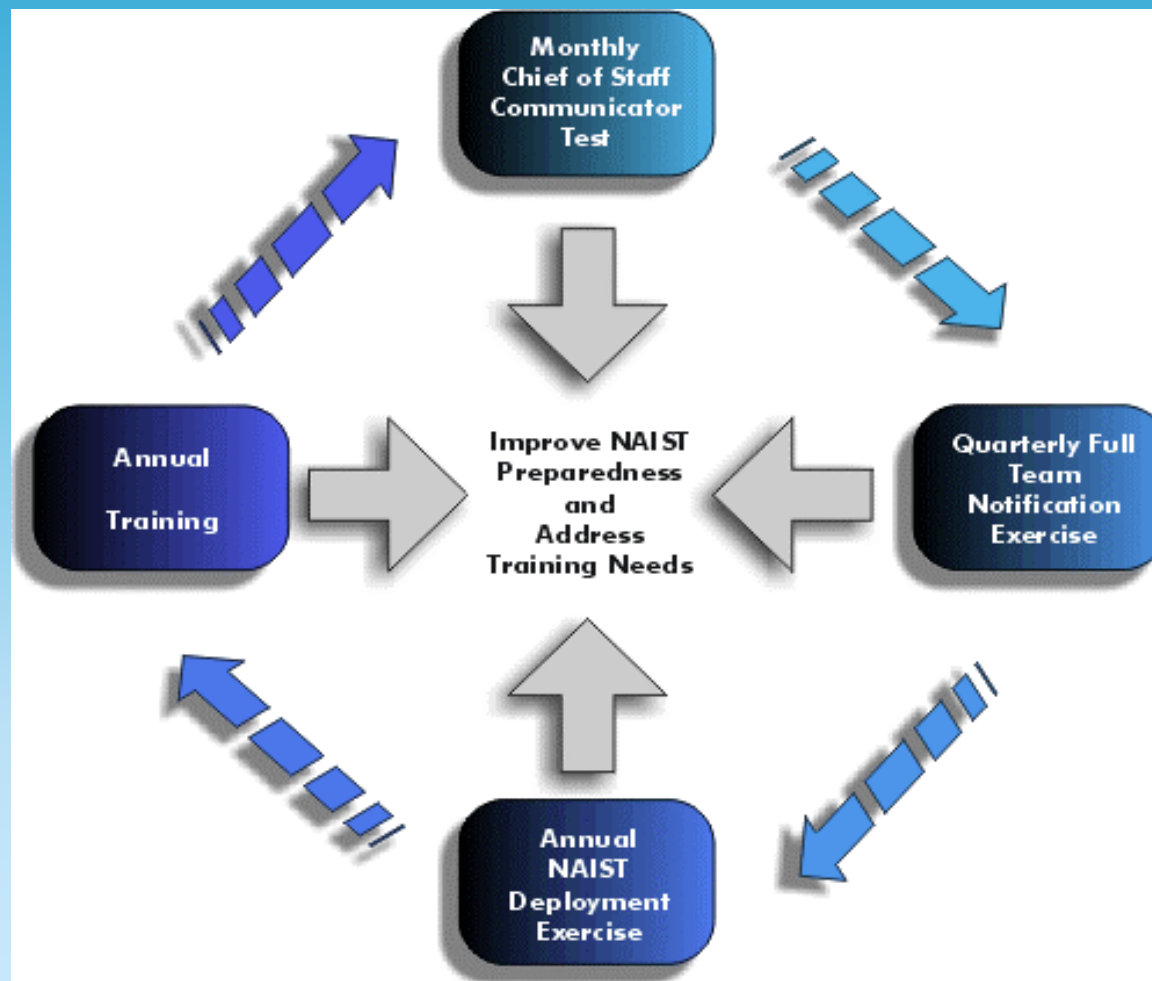 Monthly
Chief of Staff
Communicator
Test
Annual
Training
Improve NAIST
Preparedness
and
Address
Training Needs
Quarterly Full
Team
Notification
Exercise
Annual
NAIST
Deployment
Exercise